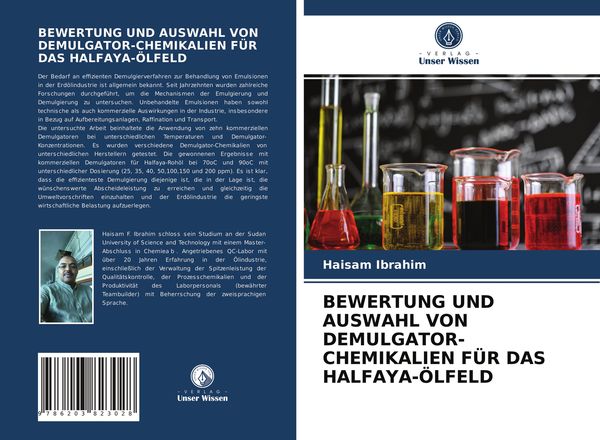 BEWERTUNG UND AUSWAHL VON
DEMULGATOR-CHEMIKALIEN FÜR
DAS HALFAYA-ÖLFELD
Der Bedarf an effizienten Demulgierverfahren zur Behandlung von Emulsionen
in der Erdölindustrie ist allgemein bekannt. Seit Jahrzehnten wurden zahlreiche
Forschungen durchgeführt, um die Mechanismen der Emulgierung und
Demulgierung zu untersuchen. Unbehandelte Emulsionen haben sowohl
technische als auch kommerzielle Auswirkungen in der Industrie, insbesondere
in Bezug auf Aufbereitungsanlagen, Raffination und Transport.
Die untersuchte Arbeit beinhaltete die Anwendung von zehn kommerziellen
Demulgatoren bei unterschiedlichen Temperaturen und Demulgator-
Konzentrationen. Es wurden verschiedene Demulgator-Chemikalien von
unterschiedlichen Herstellern getestet. Die gewonnenen Ergebnisse mit
kommerziellen Demulgatoren für Halfaya-Rohöl bei 70oC und 90oC mit
unterschiedlicher Dosierung (25, 35, 40, 50,100,150 und 200 ppm). Es ist klar,
dass die effizienteste Demulgierung diejenige ist, die in der Lage ist, die
wünschenswerte Abscheideleistung zu erreichen und gleichzeitig die
Umweltvorschriften einzuhalten und der Erdölindustrie die geringste
wirtschaftliche Belastung aufzuerlegen.
Haisam F. Ibrahim schloss sein Studium an der Sudan
University of Science and Technology mit einem Master-
Abschluss in Chemiea b . Angetriebenes QC-Labor mit
über 20 Jahren Erfahrung in der Ölindustrie,
einschließlich der Verwaltung der Spitzenleistung der
Qualitätskontrolle, der Prozesschemikalien und der
Produktivität des Laborpersonals (bewährter
Teambuilder) mit Beherrschung der zweisprachigen
Sprache.
9 786203 823028
- VERLAG -
Unser Wissen
- VERLAG -
Unser Wissen
Haisam Ibrahim
BEWERTUNG UND
AUSWAHL VON
DEMULGATOR-
CHEMIKALIEN FÜR DAS
HALFAYA-ÖLFELD